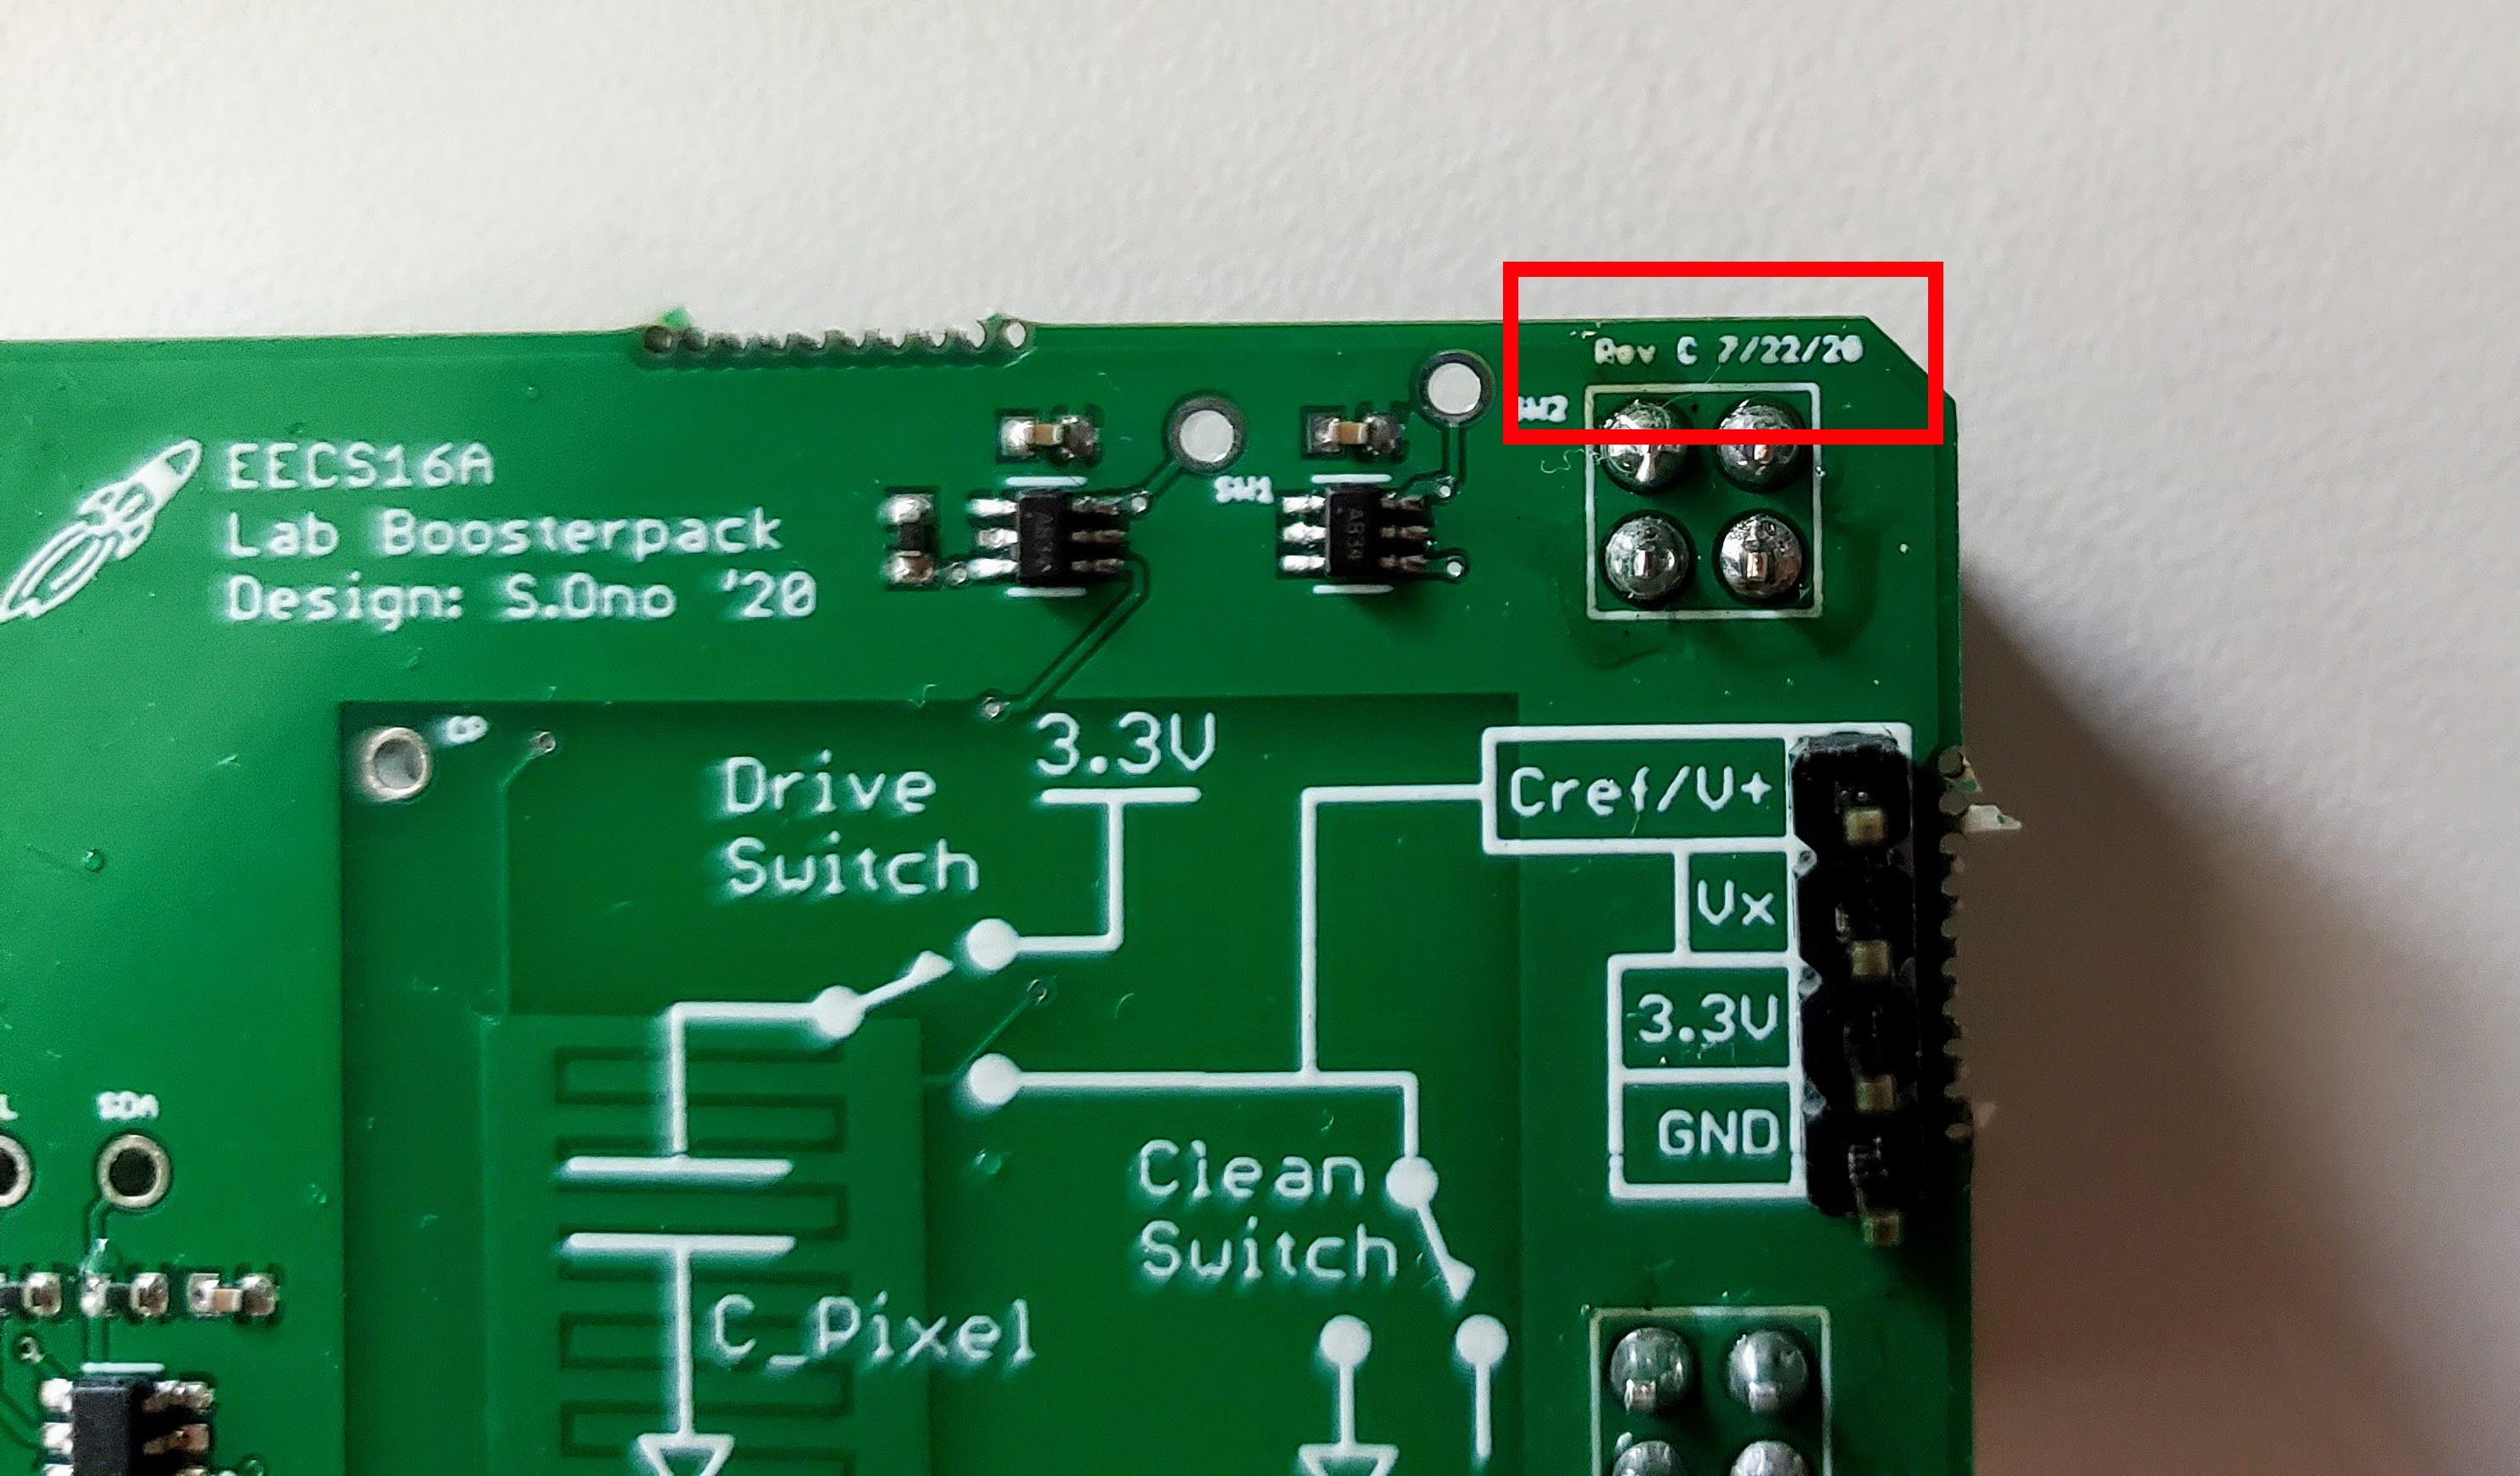 Rev C 7/22/20
SW2
EECS16A
Lab Boosterpack
Design: S.Ono '20
SW1
3.3V
Drive
Switch
Cref/V+
Vx
3.3V
GND
SDA
Clean
Switch
C_Pixel